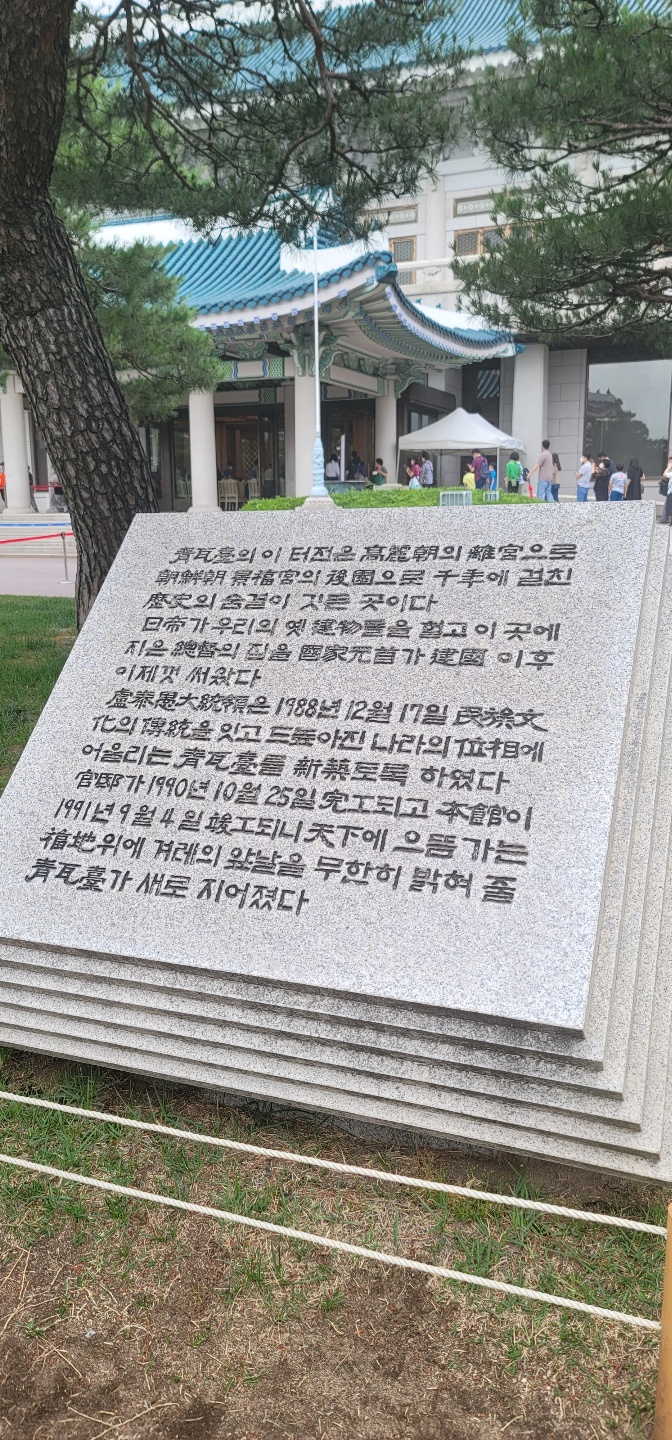 靑瓦臺의 이 터전은 高麗朝의 離宮으로
朝鮮朝 景福宮의 後園으로 千年에 걸친
歷史의 숨결이 깃든 곳이다
日帝가 우리의 옛 建物들을 헐고 이 곳에
지은 總督의 집을 國家元首가 建國 이후
이제껏 써왔다
盧泰愚大統領은 1988년 12월 17일 民族文
化의 傳統을 잇고 드높아진 나라의 位相에
어울리는 靑瓦臺를 新築토록 하였다
官邸가 1990년 10월 25일 完工되고 本館이
1991년 9월 4일 竣工되니 天下에 으뜸가는
福地위에 겨레의 앞날을 무한히 밝혀 줄
靑瓦臺가 새로 지어졌다